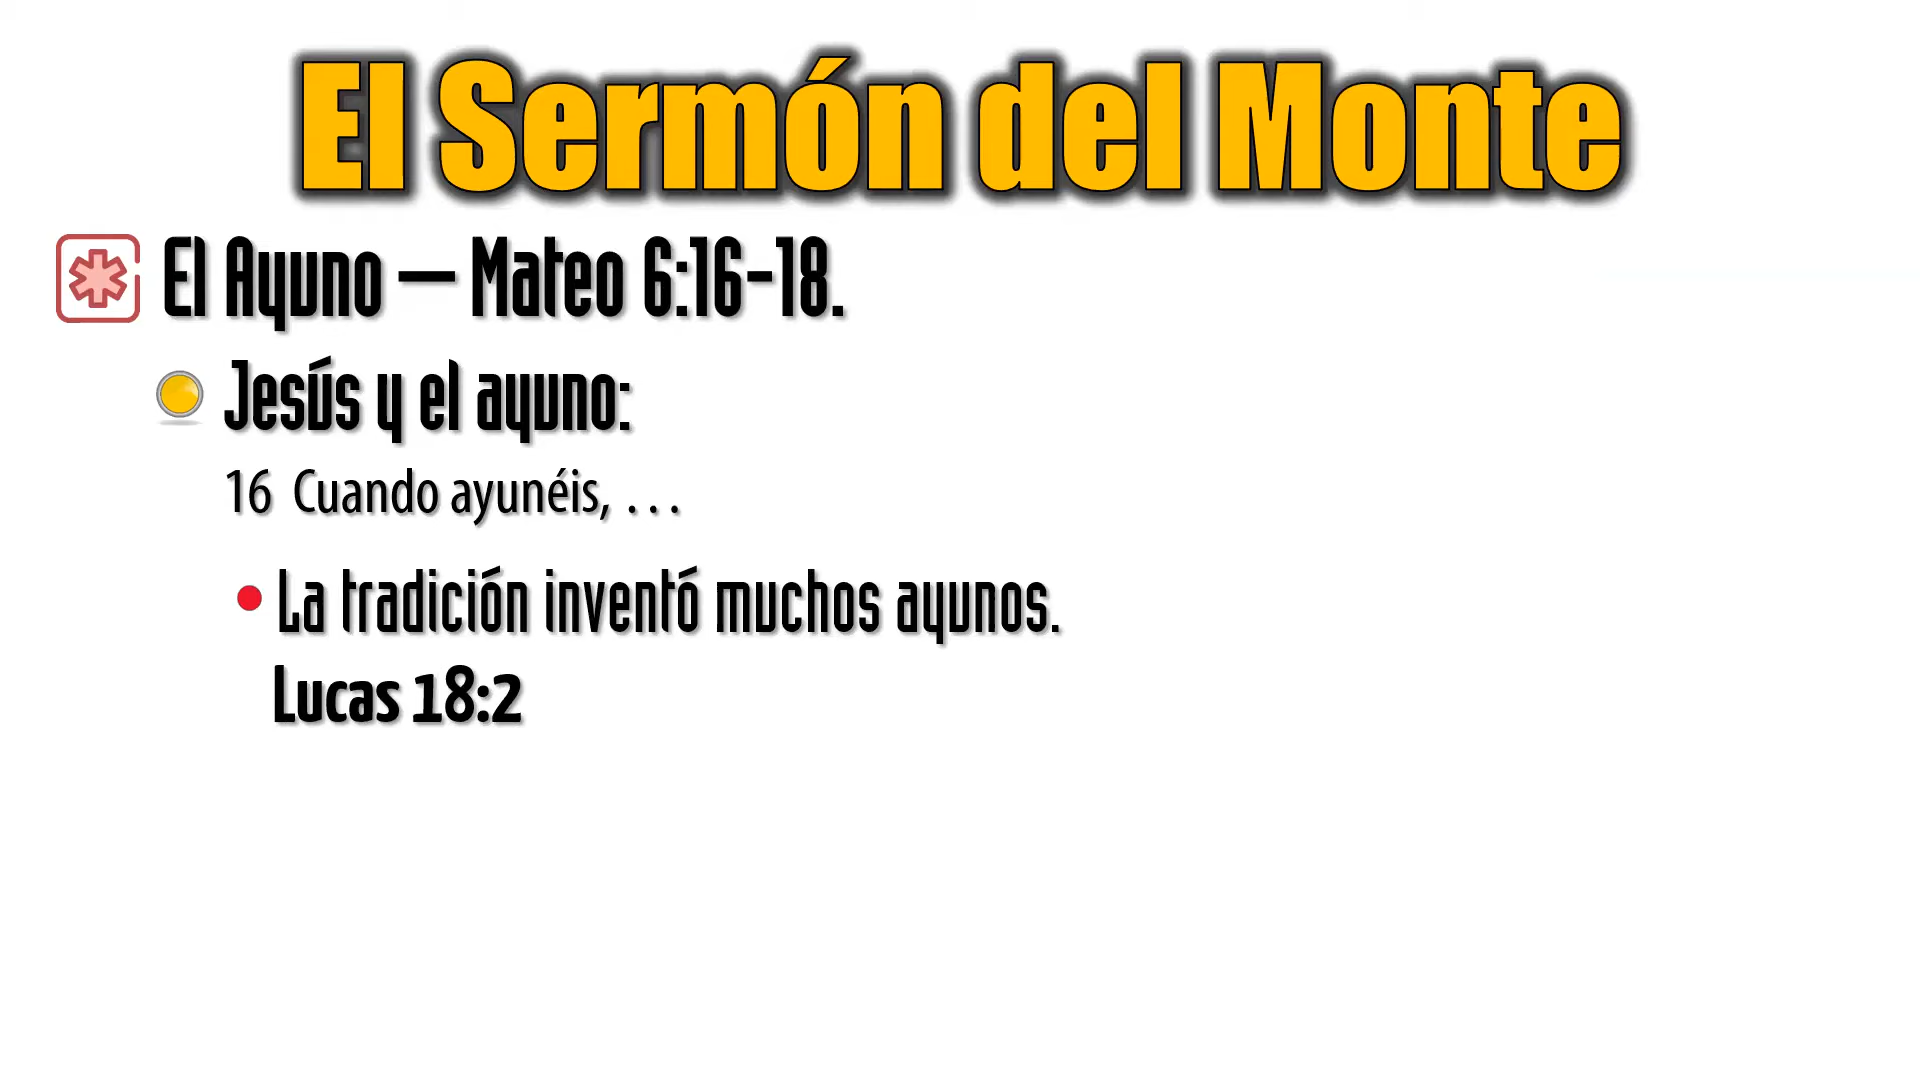 El Sermón del Monte
El Ayuno — Mateo 6:16-18.
Jesús y el ayuno:
16 Cuando ayunéis, . . .
La tradición inventó muchos ayunos.
Lucas 18:2